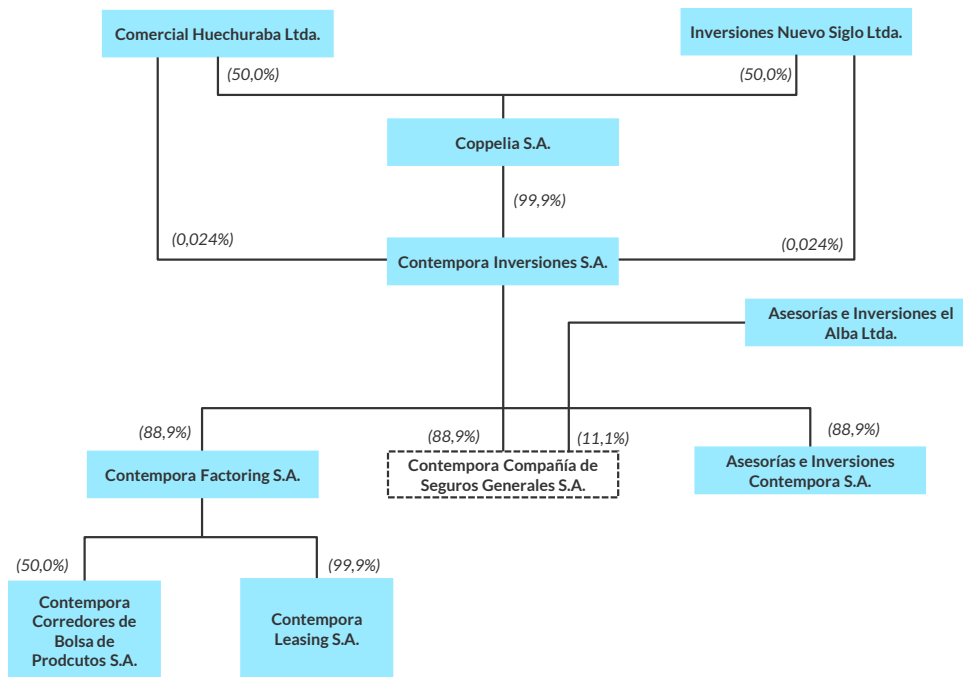 Comercial Huechuraba Ltda.
Inversiones Nuevo Siglo Ltda.
(50,0%)
(50,0%)
Coppelia S.A.
(99,9%)
(0,024%)
(0,024%)
Contempora Inversiones S.A.
Asesorías e Inversiones el
Alba Ltda.
(88,9%)
(88,9%)
(11,1%)
(88,9%)
Contempora Factoring S.A.
Contempora Compañía de
Seguros Generales S.A.
Asesorías e Inversiones
Contempora S.A.
(50,0%)
(99,9%)
Contempora
Corredores de
Bolsa de
Prodcutos S.A.
Contempora
Leasing S.A.